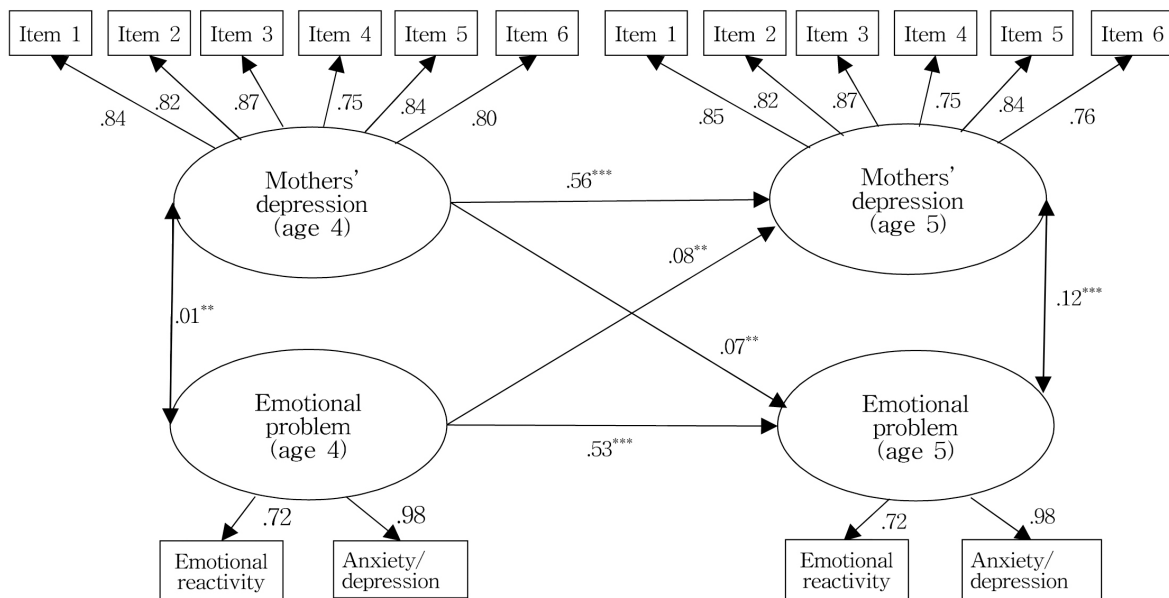 Item 1 Item 2 Item 3 Item 4 Item 5 Item 6 Item 1 Item 2 Item 3 Item 4 Item 5 Item 6
.84 .82 .87 .75 .84 .80 .85 .82 .87 .75 .84 .76
Mothers'
depression
(age 4)
.56***
Mothers'
depression
(age 5)
.08**
.01**
.12***
.07**
Emotional
problem
(age 4)
.53***
Emotional
problem
(age 5)
.72 .98 .72 .98
Emotional
reactivity
Anxiety/
depression
Emotional
reactivity
Anxiety/
depression